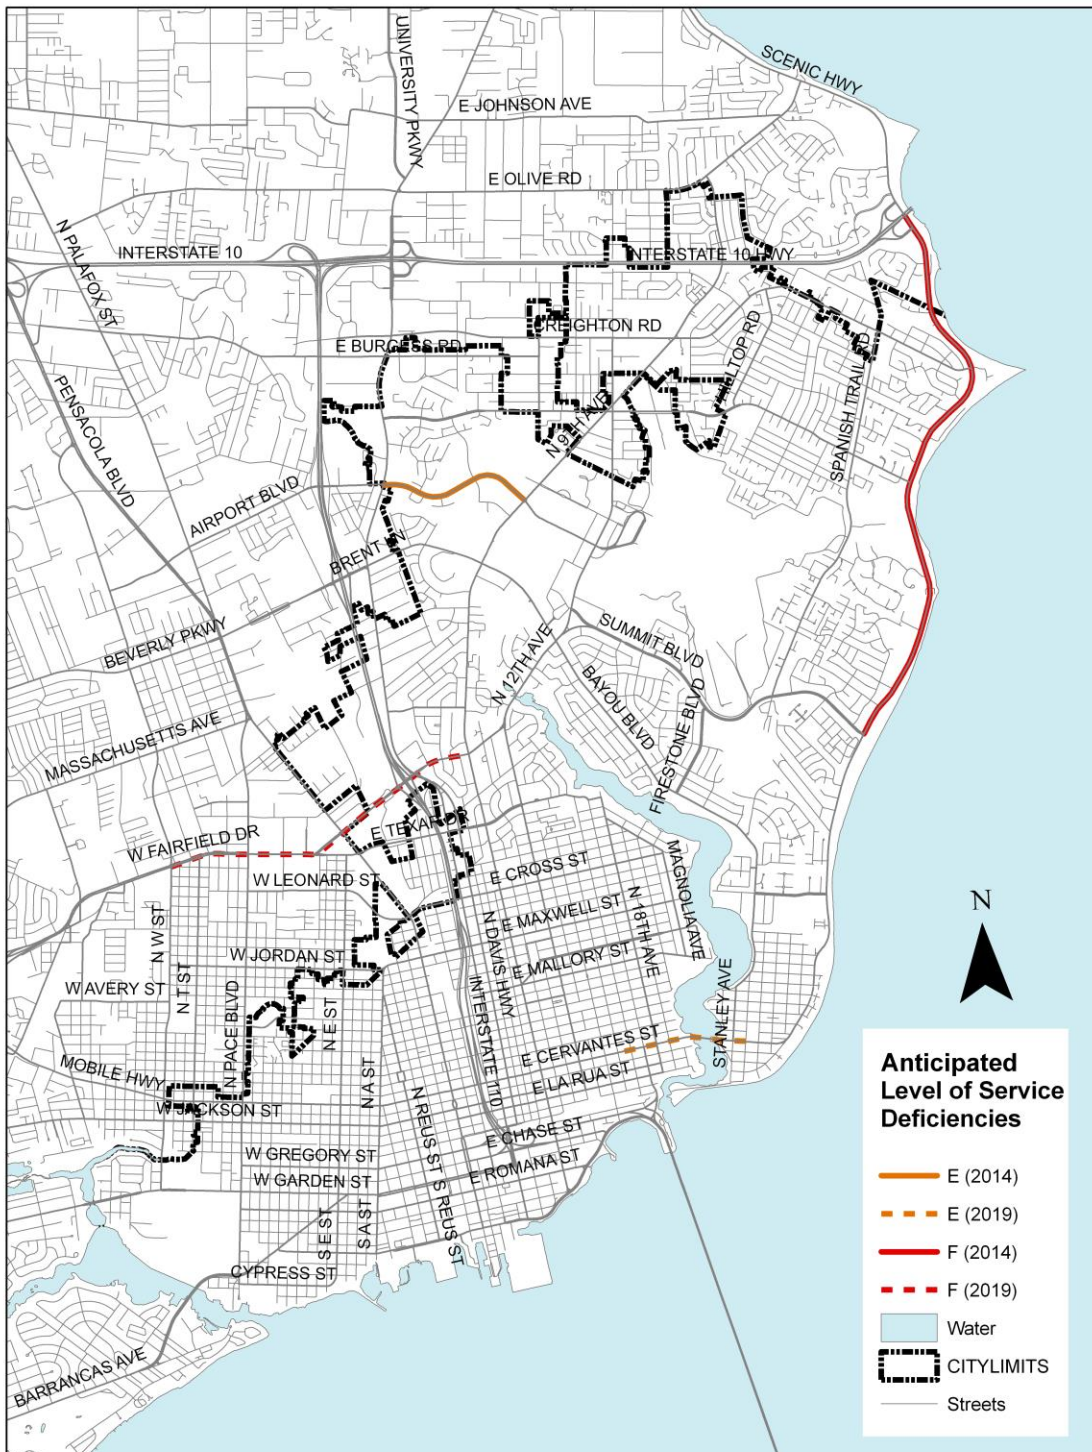 SCENIC HWY
UNIVERSITY PKWY
E JOHNSON AVE
E OLIVE RD
N PALAFOX ST
INTERSTATE 10
INTERSTATE 10 HWY
CREIGHTON RD
E BURGESS RD
HILLTOP RD
SPANISH TRAIL RD
PENSACOLA BLVD
N 9TH AVE
AIRPORT BLVD
BRENT LN
BEVERLY PKWY
SUMMIT BLVD
N 12TH AVE
BAYOU BLVD
FIRESTONE BLVD
MASSACHUSETTS AVE
W FAIRFIELD DR
E TEXAR DR
W LEONARD ST
E CROSS ST
MAGNOLIA AVE
N W ST
N T ST
E MAXWELL ST
N 18TH AVE
N DAVIS HWY
W JORDAN ST
E MALLORY ST
W AVERY ST
N PACE BLVD
N E ST
INTERSTATE 110
STANLEY AVE
E CERVANTES ST
MOBILE HWY
N A ST
E LA RUA ST
W JACKSON ST
N REUS ST
E CHASE ST
W GREGORY ST
E ROMANA ST
W GARDEN ST
S REUS ST
S E ST
S A ST
CYPRESS ST
BARRANCAS AVE
N
Anticipated
Level of Service
Deficiencies
E (2014)
E (2019)
F (2014)
F (2019)
Water
CITYLIMITS
Streets